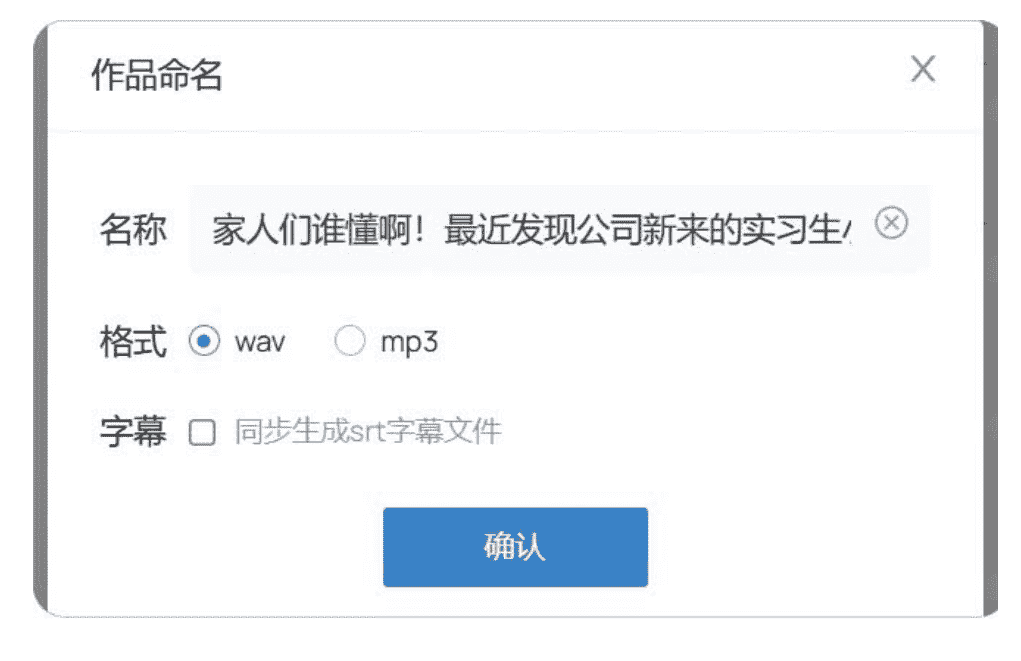 作品命名
X
名称 家人们谁懂啊！最近发现公司新来的实习生
格式 wav mp3
字幕 同步生成srt字幕文件
确认